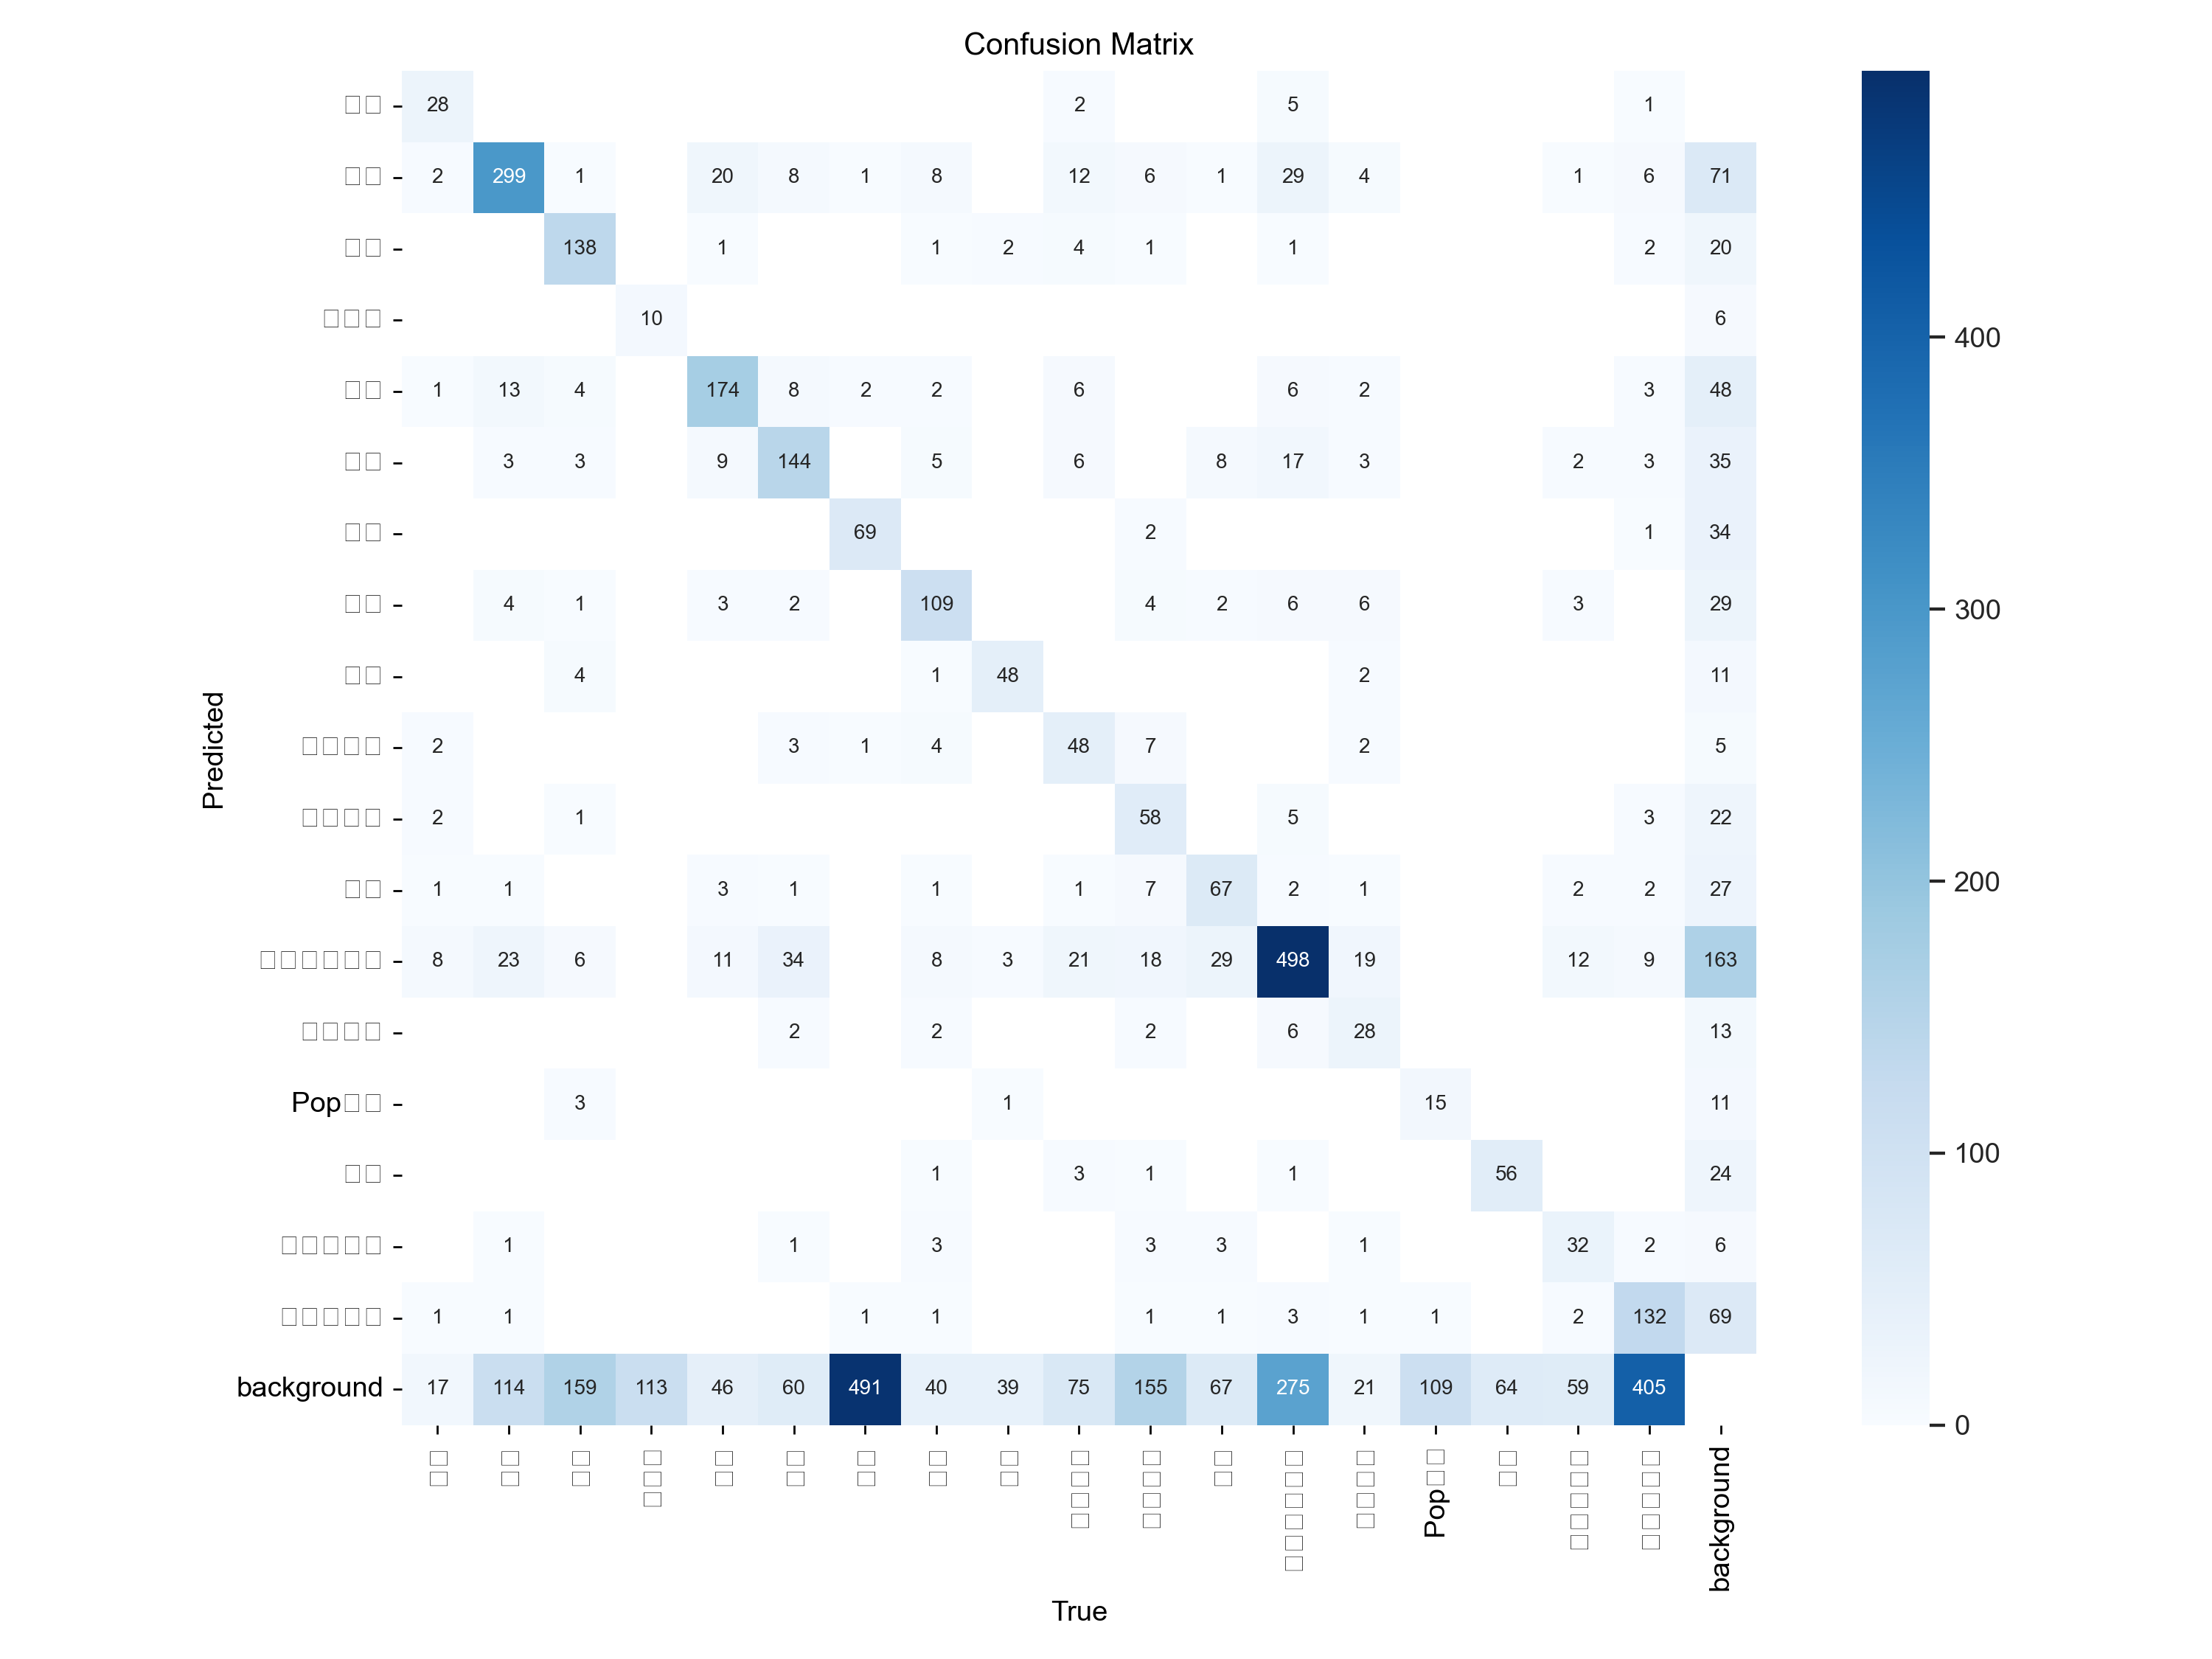 Confusion Matrix
28 2 5 1
2 299 1 20 8 1 8 12 6 1 29 4 1 6 71
138 1 1 2 4 1 1 2 20
10 6
1 13 4 174 8 2 2 6 6 2 3 48
3 3 9 144 5 6 8 17 3 2 3 35
69 2 1 34
4 1 3 2 109 4 2 6 6 3 29
4 1 48 2 11
2 3 1 4 48 7 2 5
2 1 58 5 3 22
1 1 3 1 1 1 7 67 2 1 2 2 27
8 23 6 11 34 8 3 21 18 29 498 19 12 9 163
2 2 2 6 28 13
Pop 3 1 15 11
1 3 1 1 56 24
1 1 3 3 3 1 32 2 6
1 1 1 1 1 1 3 1 1 2 132 69
background 17 114 159 113 46 60 491 40 39 75 155 67 275 21 109 64 59 405
Pop
background
True
Predicted
400
300
200
100
0